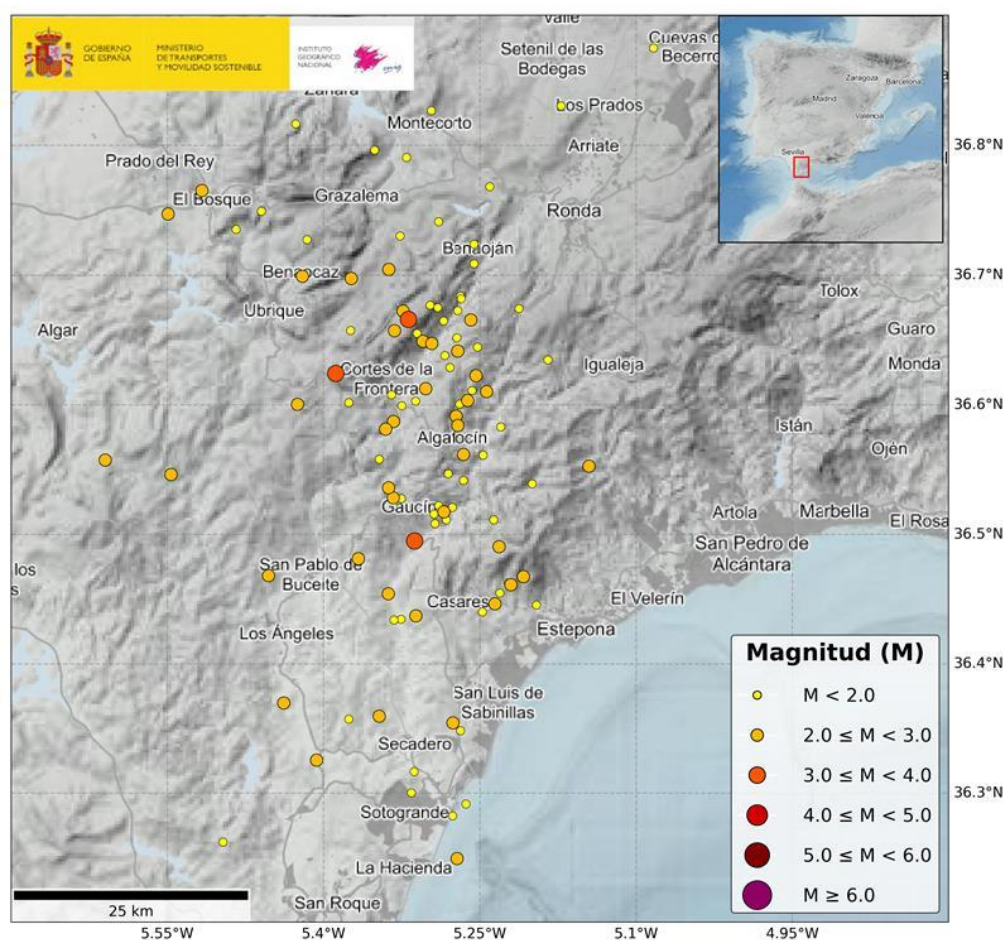 GOBIERNO
DE ESPAÑA
MINISTERIO
DE TRANSPORTES
Y MOVILIDAD SOSTENIBLE
INSTITUTO
GEOGRÁFICO
NACIONAL
Valle
Setenil de las
Bodegas
Cuevas
Becerro
Zaragoza
Barcelona
Madrid
Valencia
Sevilla
Zahara
Montecorto
Los Prados
Arriate
36.8°N
Prado del Rey
El Bosque
Grazalema
Ronda
Benaoján
36.7°N
Benaocaz
Ubrique
Tolox
Algar
Guaro
Monda
Cortes de la
Frontera
Igualeja
36.6°N
Istán
Ojén
Algatocín
Gaucín
Artola
Marbella
El Rosa
36.5°N
San Pedro de
Alcántara
los
San Pablo de
Buceite
Casares
El Velerín
Los Ángeles
Estepona
36.4°N
San Luis de
Sabinillas
Secadero
36.3°N
Sotogrande
La Hacienda
San Roque
Magnitud (M)
M < 2.0
2.0 ≤ M < 3.0
3.0 ≤ M < 4.0
4.0 ≤ M < 5.0
5.0 ≤ M < 6.0
M ≥ 6.0
25 km
5.55°W
5.4°W
5.25°W
5.1°W
4.95°W